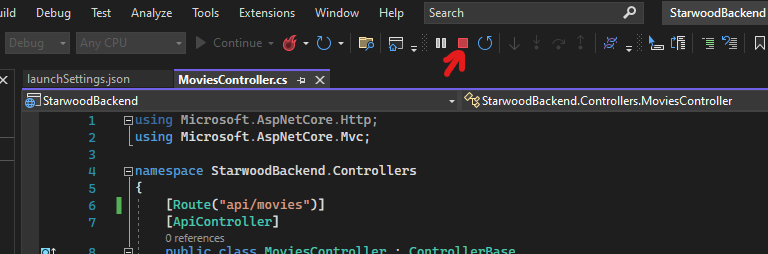 uild Debug Test Analyze Tools Extensions Window Help Search StarwoodBackend
Debug Any CPU Continue
launchSettings.json MoviesController.cs
StarwoodBackend StarwoodBackend.Controllers.MoviesController
1 using Microsoft.AspNetCore.Http;
2 using Microsoft.AspNetCore.Mvc;
3
4 namespace StarwoodBackend.Controllers
5 {
6 [Route("api/movies")]
7 [ApiController]
0 references
8 public class MoviesController : ControllerBase